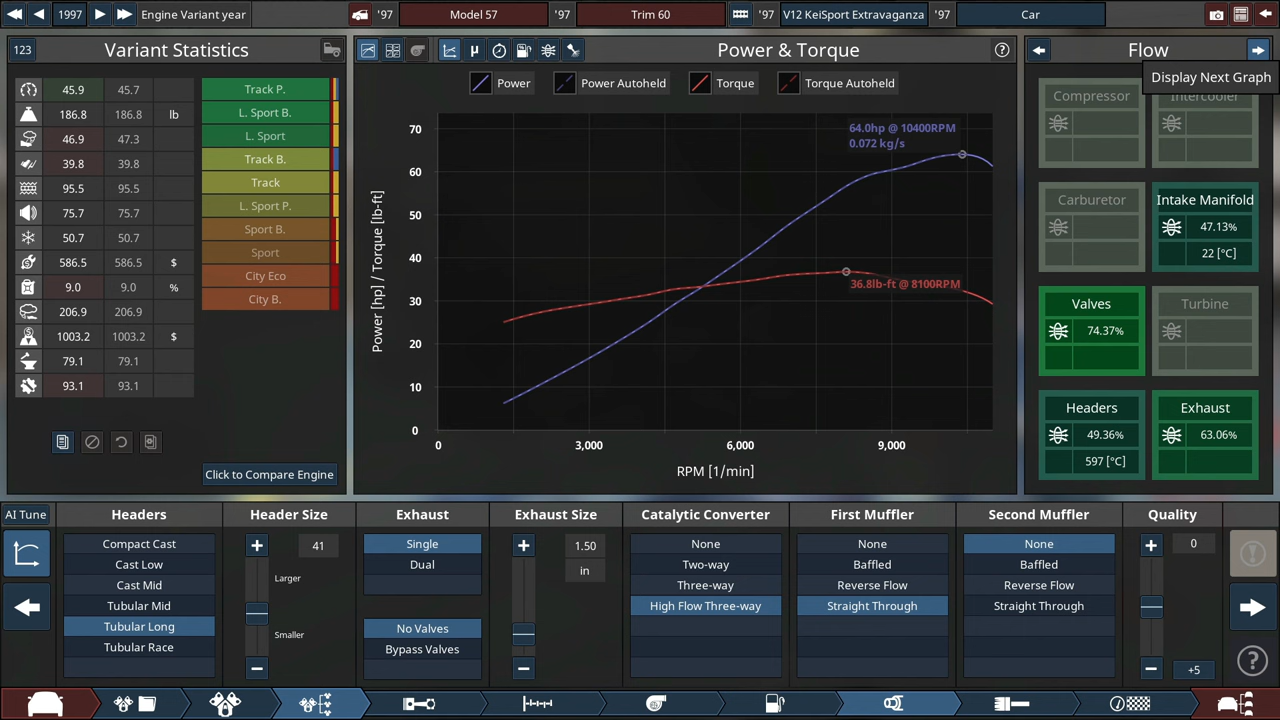 1997
Engine Variant year
'97
Model 57
'97
Trim 60
'97
V12 KeiSport Extravaganza
'97
Car
123
Variant Statistics
45.9 45.7
186.8 186.8 lb
46.9 47.3
39.8 39.8
95.5 95.5
75.7 75.7
50.7 50.7
586.5 586.5 $
9.0 9.0 %
206.9 206.9
1003.2 1003.2 $
79.1 79.1
93.1 93.1
Track P.
L. Sport B.
L. Sport
Track B.
Track
L. Sport P.
Sport B.
Sport
City Eco
City B.
Click to Compare Engine
μ
Power & Torque
?
Power
Power Autoheld
Torque
Torque Autoheld
Power [hp] / Torque [lb-ft]
70
60
50
40
30
20
10
0
0
3,000
6,000
9,000
RPM [1/min]
64.0hp @ 10400RPM
0.072 kg/s
36.8lb-ft @ 8100RPM
Flow
Display Next Graph
Compressor
Intercooler
Carburetor
Intake Manifold
47.13%
22 [°C]
Valves
74.37%
Turbine
Headers
49.36%
597 [°C]
Exhaust
63.06%
AI Tune
Headers
Compact Cast
Cast Low
Cast Mid
Tubular Mid
Tubular Long
Tubular Race
Header Size
+
41
Larger
Smaller
−
Exhaust
Single
Dual
No Valves
Bypass Valves
Exhaust Size
+
1.50
in
−
Catalytic Converter
None
Two-way
Three-way
High Flow Three-way
First Muffler
None
Baffled
Reverse Flow
Straight Through
Second Muffler
None
Baffled
Reverse Flow
Straight Through
Quality
+
0
−
+5
!
?